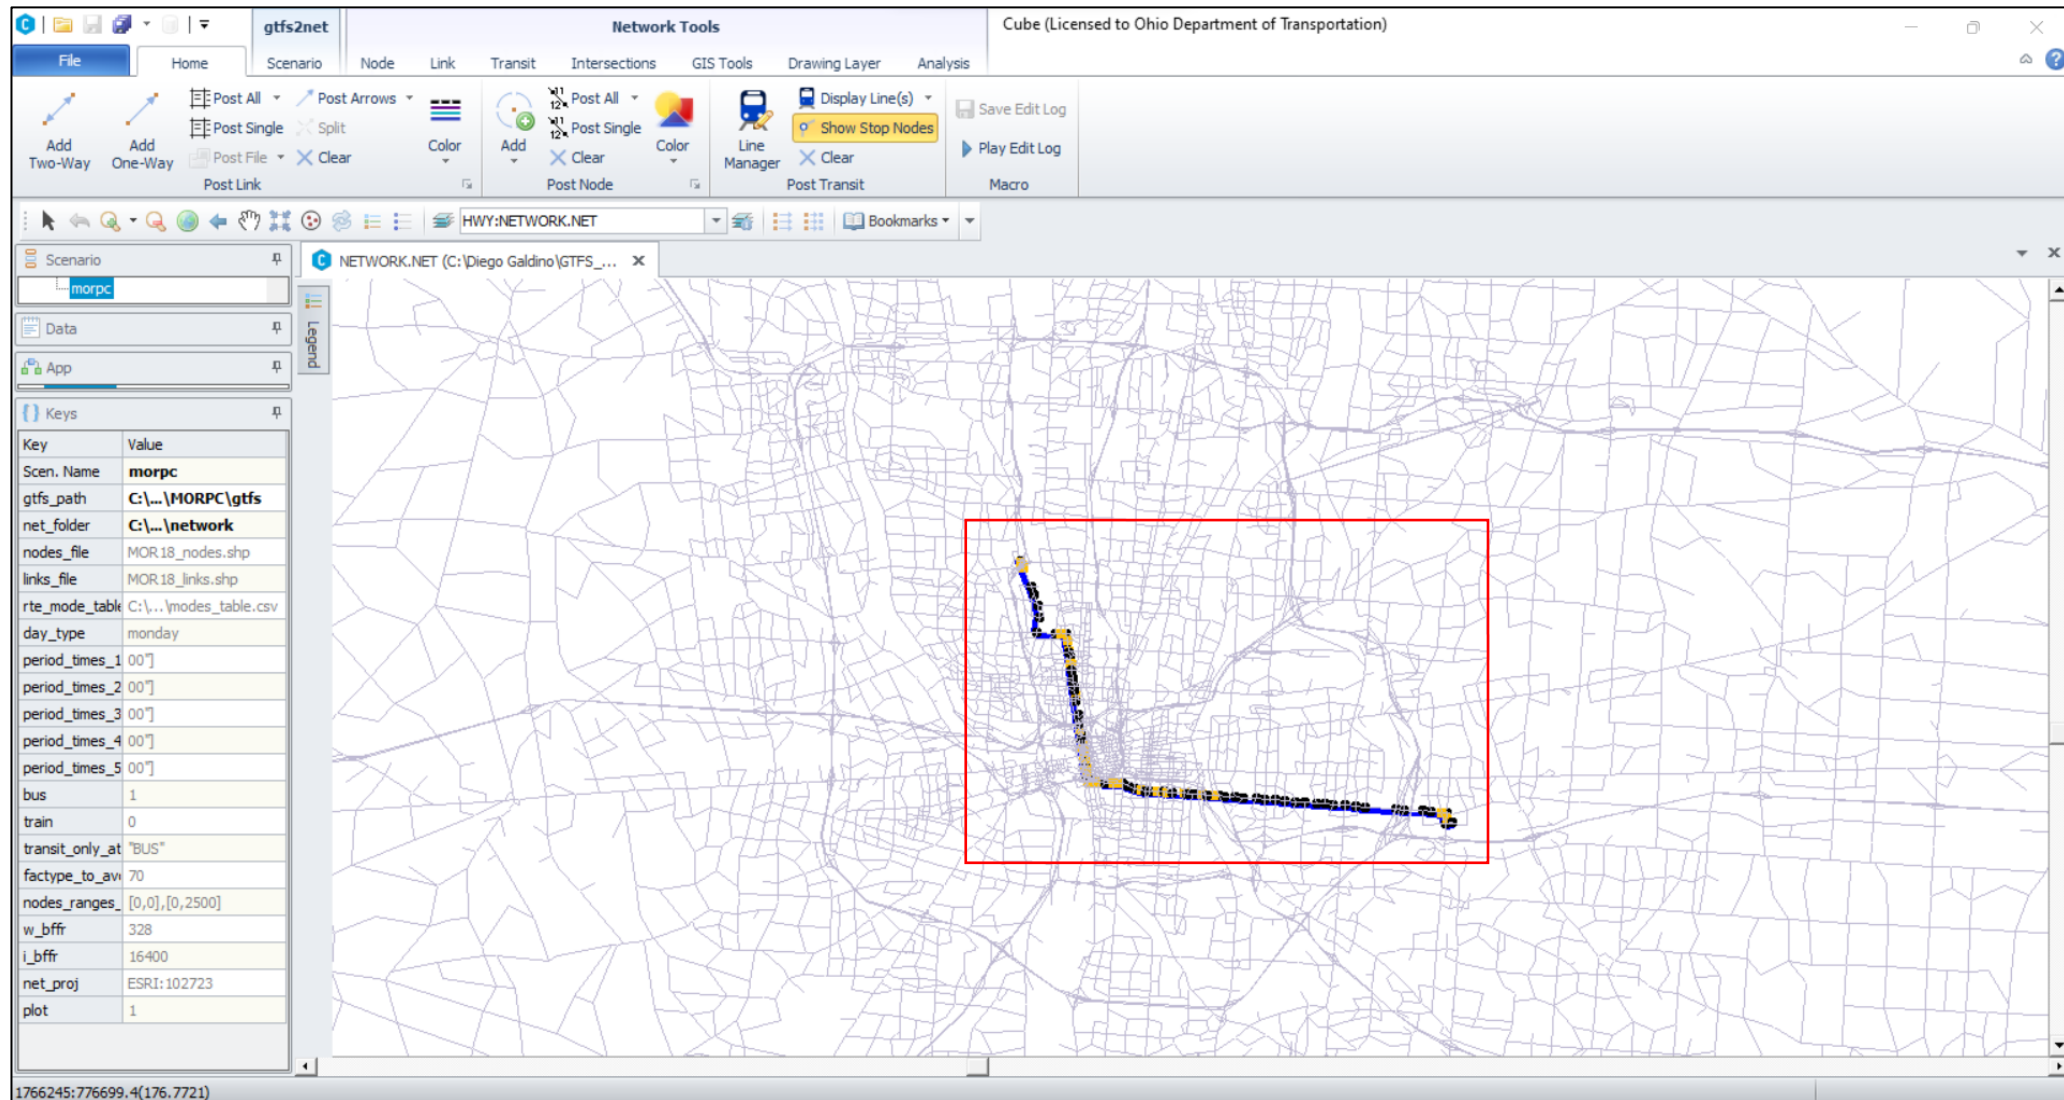 gtfs2net
Network Tools
Cube (Licensed to Ohio Department of Transportation)
File
Home
Scenario
Node
Link
Transit
Intersections
GIS Tools
Drawing Layer
Analysis
Add Two-Way
Add One-Way
Post All
Post Single
Post File
Post Arrows
Split
Clear
Color
Post Link
Add
Post All
Post Single
Clear
Color
Post Node
Line Manager
Display Line(s)
Show Stop Nodes
Clear
Post Transit
Save Edit Log
Play Edit Log
Macro
HWY:NETWORK.NET
Bookmarks
Scenario
morpc
Data
App
Keys
NETWORK.NET (C:\Diego Galdino\GTFS_...
Legend
Key Value
Scen. Name morpc
gtfs_path C:\...\MORPC\gtfs
net_folder C:\...\network
nodes_file MOR18_nodes.shp
links_file MOR18_links.shp
rte_mode_table C:\...\modes_table.csv
day_type monday
period_times_1 00"]
period_times_2 00"]
period_times_3 00"]
period_times_4 00"]
period_times_5 00"]
bus 1
train 0
transit_only_at "BUS"
factype_to_av 70
nodes_ranges_ [0,0],[0,2500]
w_bffr 328
i_bffr 16400
net_proj ESRI:102723
plot 1
1766245:776699.4(176.7721)